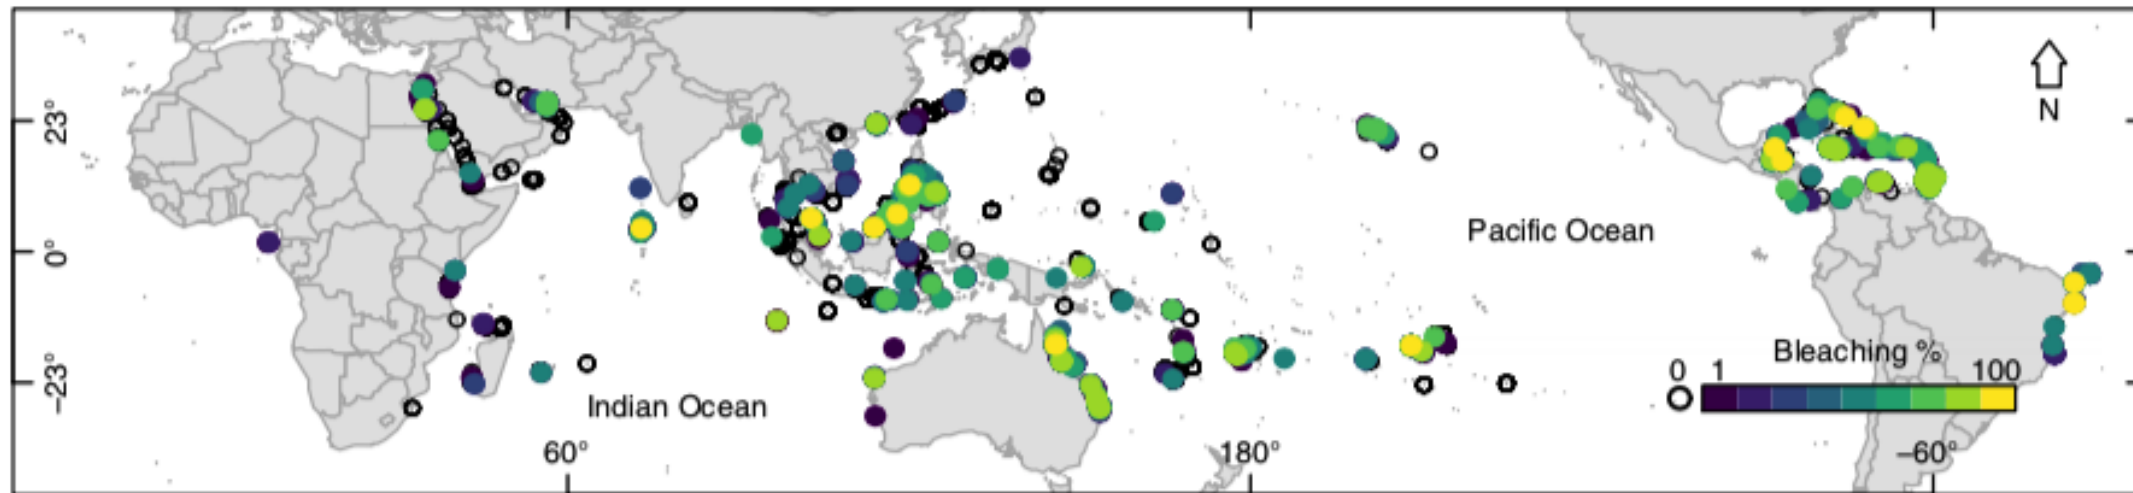 N
23°
0°
−23°
Pacific Ocean
Indian Ocean
Bleaching %
0 1 100
60°
180°
−60°